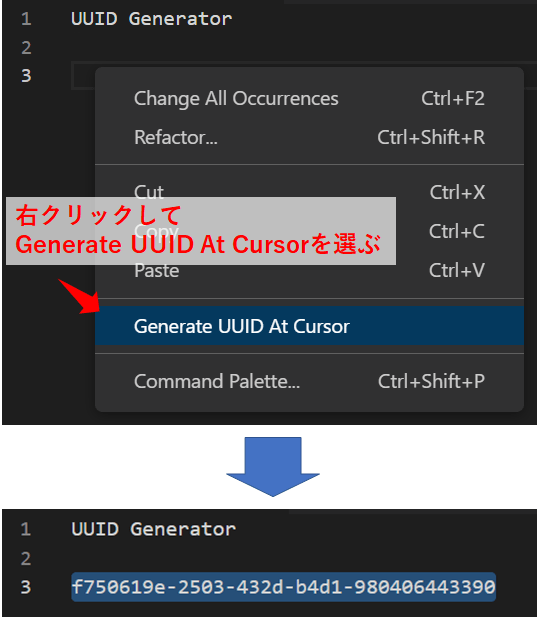 1 UUID Generator
2
3
Change All Occurrences Ctrl+F2
Refactor... Ctrl+Shift+R
Cut Ctrl+X
右クリックして
Copy Ctrl+C
Generate UUID At Cursorを選ぶ
Paste Ctrl+V
Generate UUID At Cursor
Command Palette... Ctrl+Shift+P
1 UUID Generator
2
3 f750619e-2503-432d-b4d1-980406443390